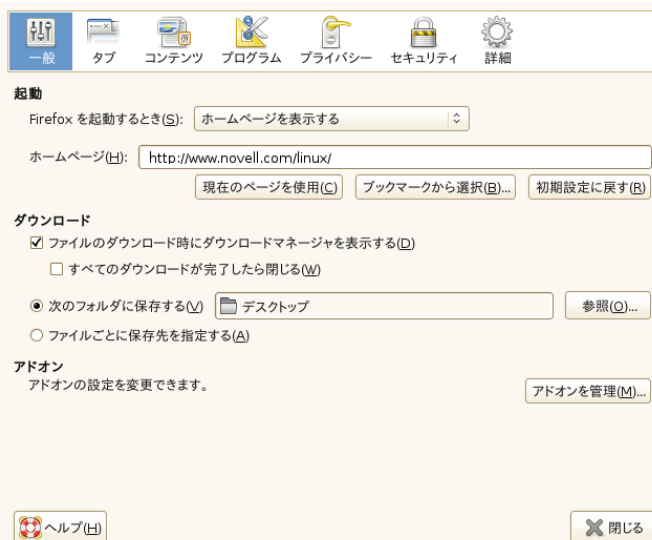 一般 タブ コンテンツ プログラム プライバシー セキュリティ 詳細
起動
Firefox を起動するとき(S): ホームページを表示する
ホームページ(H): http://www.novell.com/linux/
現在のページを使用(C) ブックマークから選択(B)... 初期設定に戻す(R)
ダウンロード
ファイルのダウンロード時にダウンロードマネージャを表示する(D)
すべてのダウンロードが完了したら閉じる(W)
次のフォルダに保存する(V) デスクトップ 参照(O)...
ファイルごとに保存先を指定する(A)
アドオン
アドオンの設定を変更できます。
アドオンを管理(M)...
ヘルプ(H) 閉じる